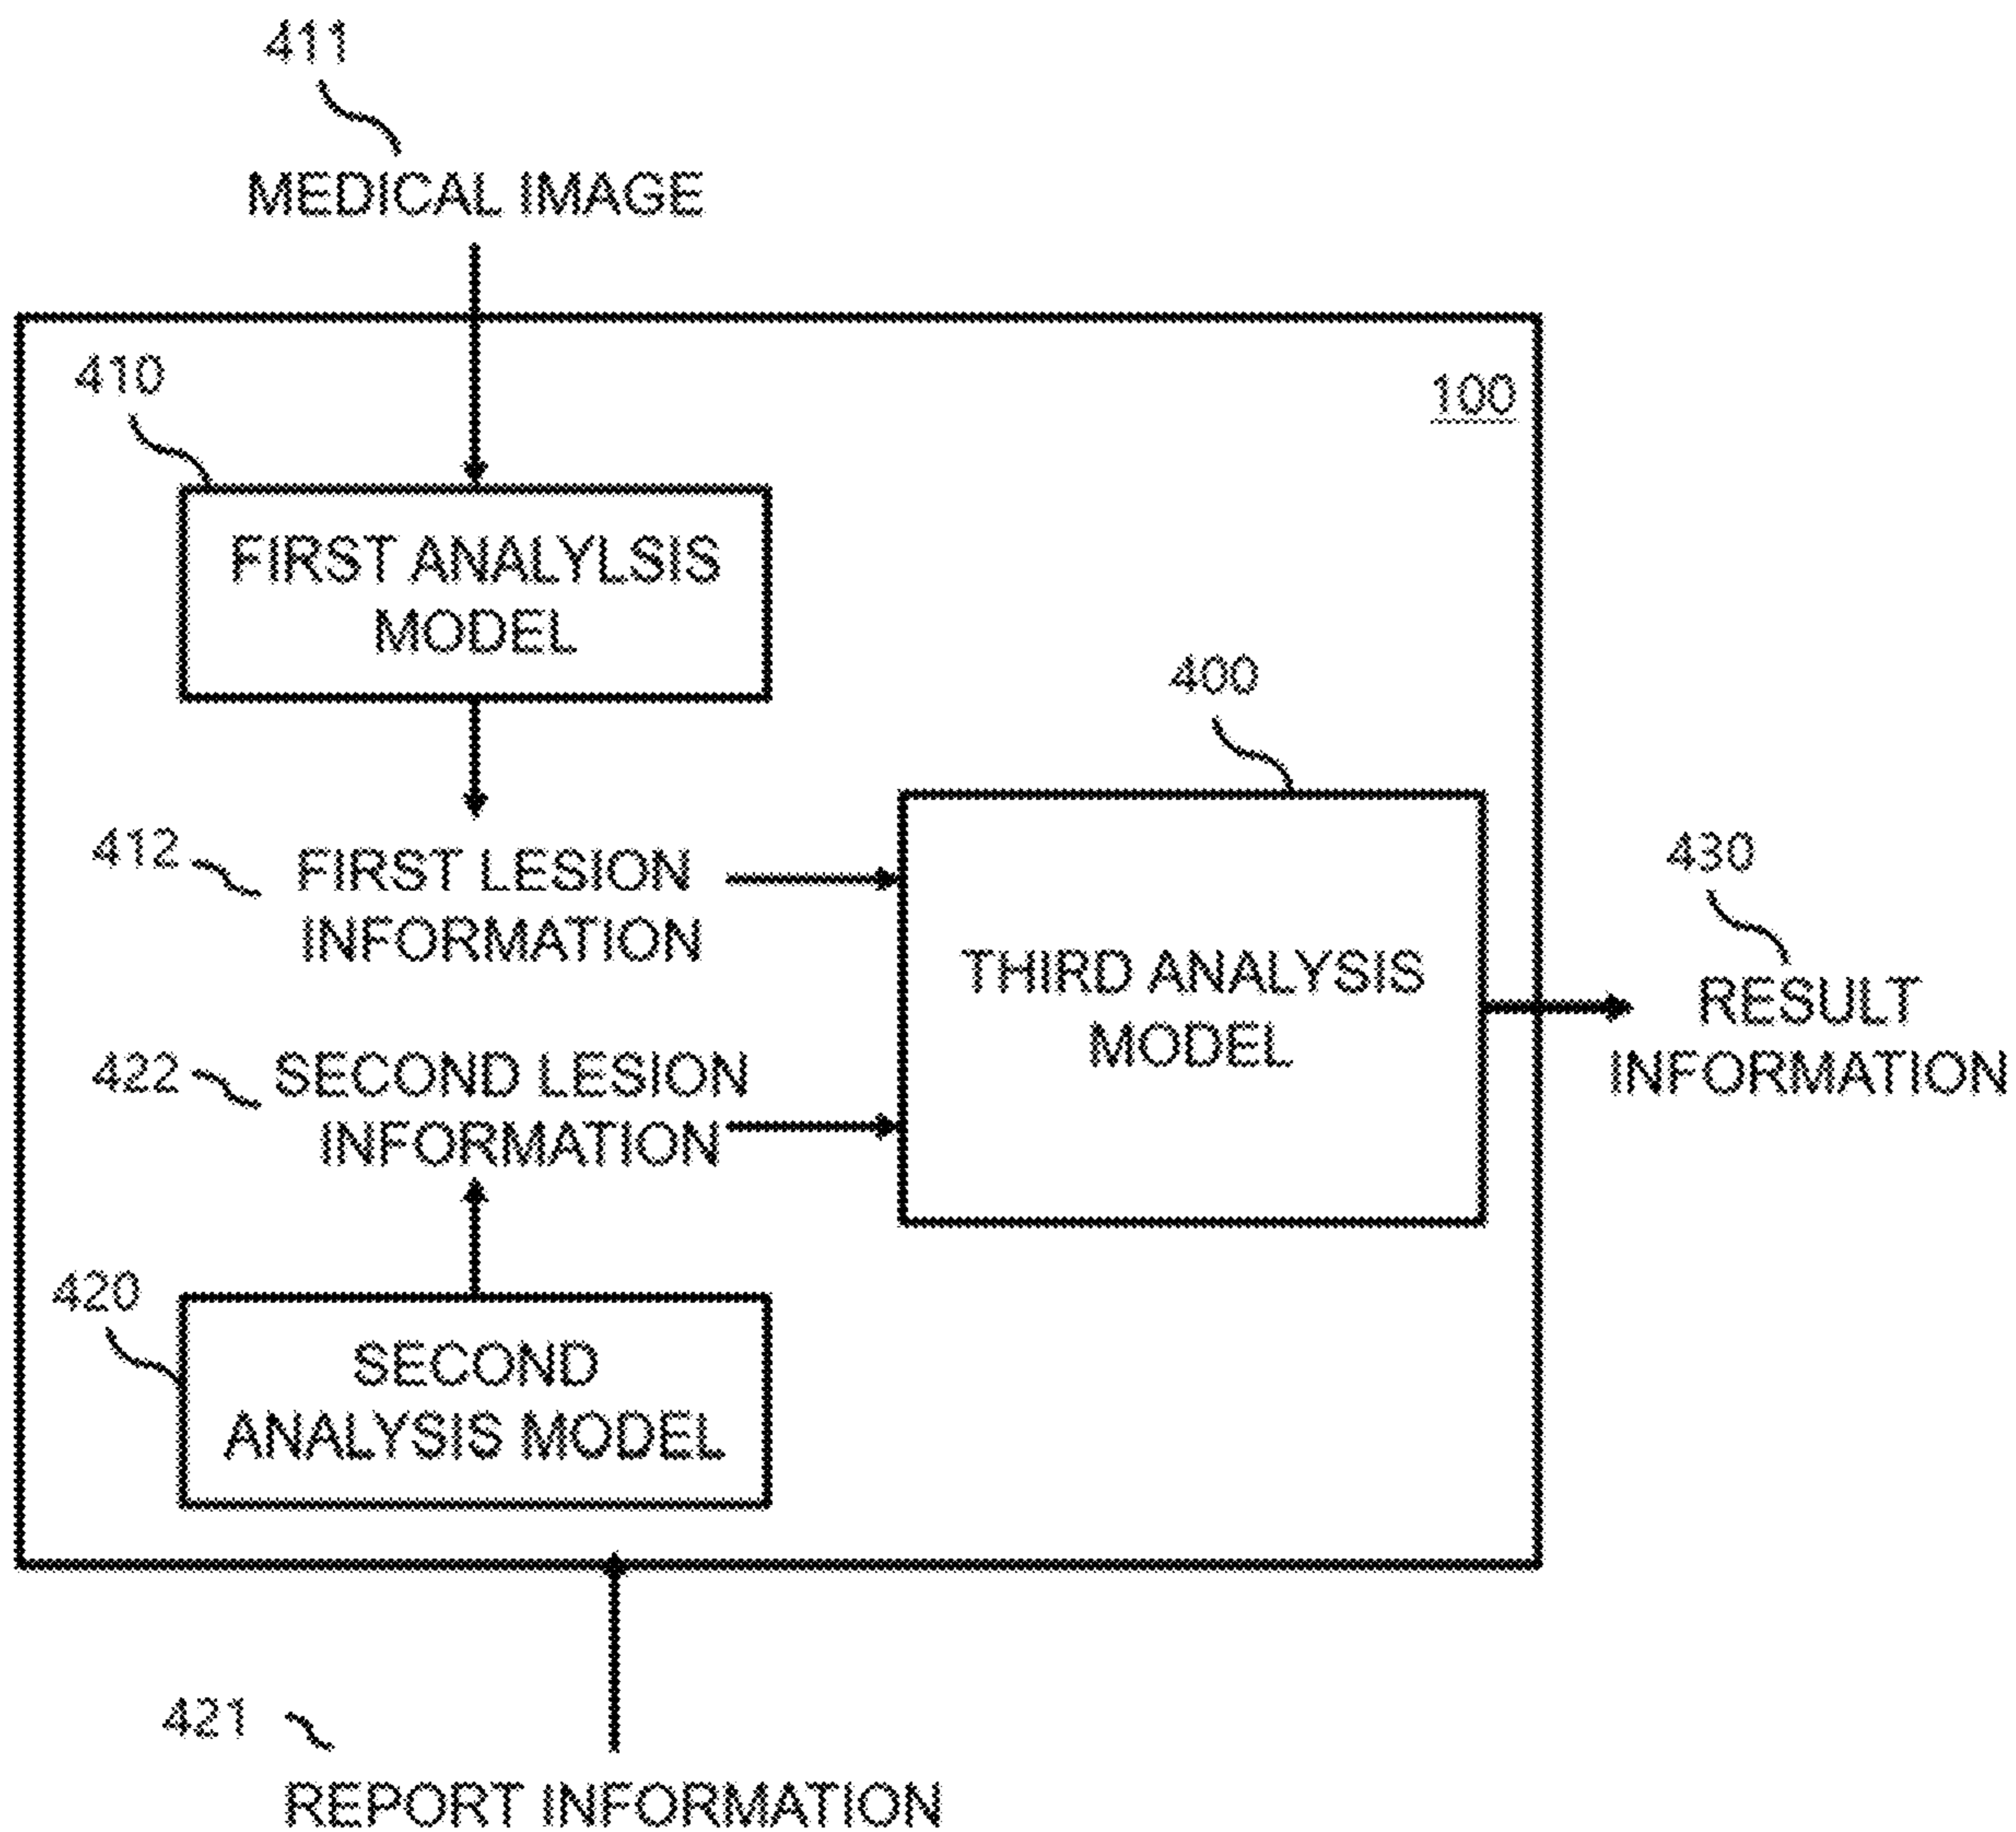 411
MEDICAL IMAGE
410
100
FIRST ANALYLSIS
MODEL
400
412
FIRST LESION
INFORMATION
430
THIRD ANALYSIS
MODEL
RESULT
INFORMATION
422
SECOND LESION
INFORMATION
420
SECOND
ANALYSIS MODEL
421
REPORT INFORMATION